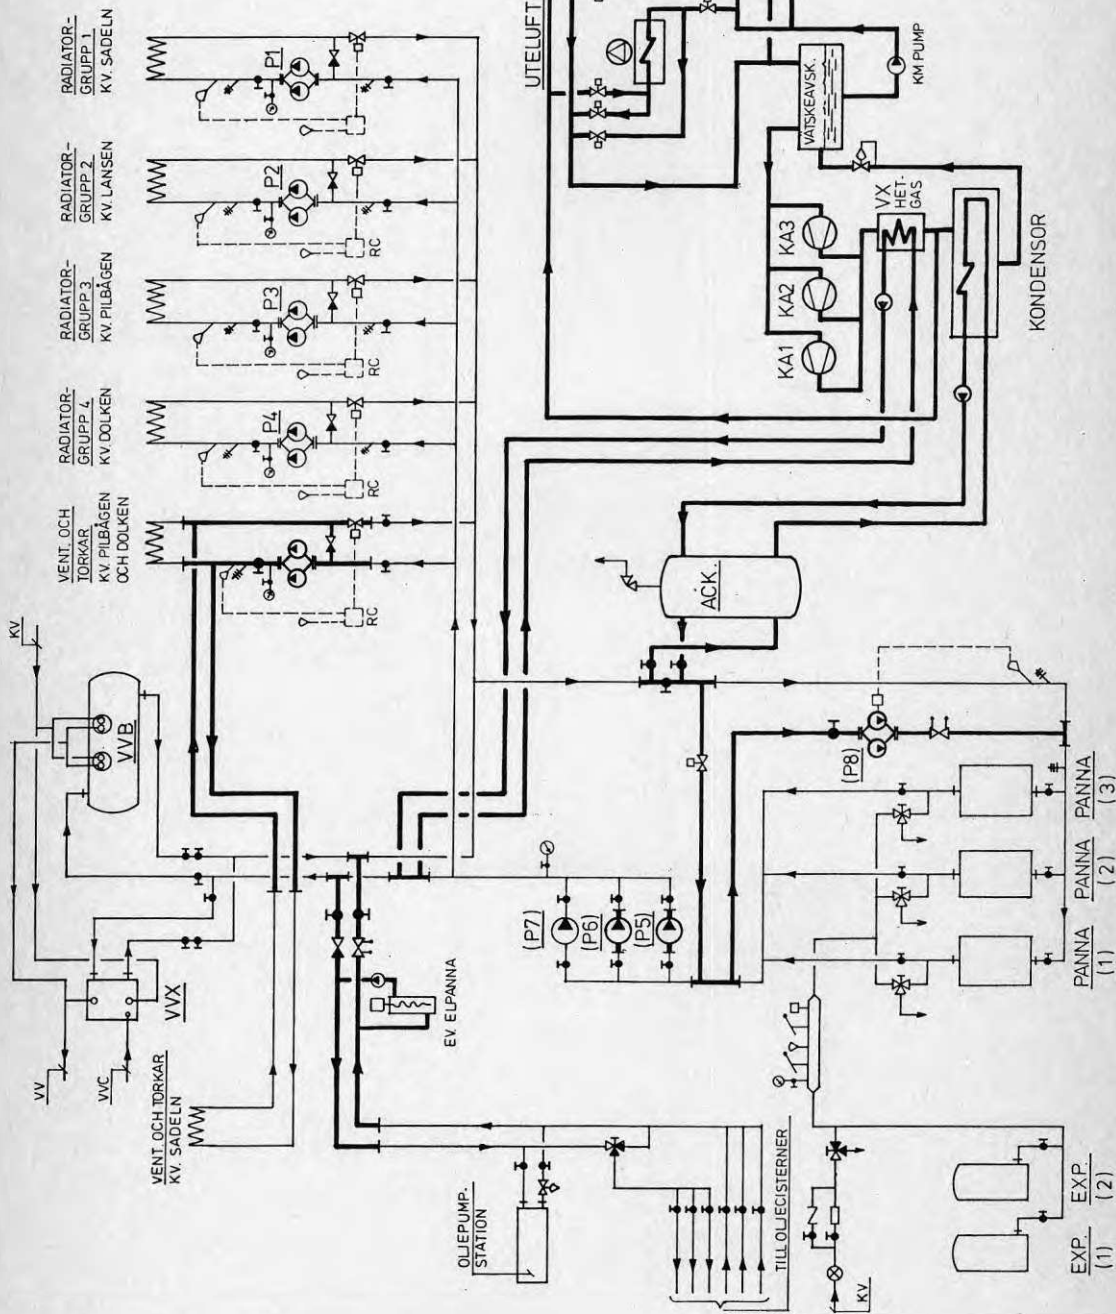 RADIATOR-
GRUPP 1
KV. SADELN
P1
RADIATOR-
GRUPP 2
KV. LANSEN
P2
RC
RADIATOR-
GRUPP 3
KV. PILBÅGEN
P3
RC
RADIATOR-
GRUPP 4
KV. DOLKEN
P4
RC
VENT. OCH
TORKAR
KV. PILBÅGEN
OCH DOLKEN
RC
UTELUFT
VÄTSKEAVSK.
KM PUMP
KA3
KA2
KA1
VX
HET-
GAS
KONDENSOR
ACK.
KV
VVB
VVX
VV
VVC
VENT. OCH TORKAR
KV. SADELN
EV. ELPANNA
(P7)
(P6)
(P5)
(P8)
PANNA
(3)
PANNA
(2)
PANNA
(1)
OLJEPUMP.
STATION
TILL OLJECISTERNER
KV
EXP.
(2)
EXP.
(1)